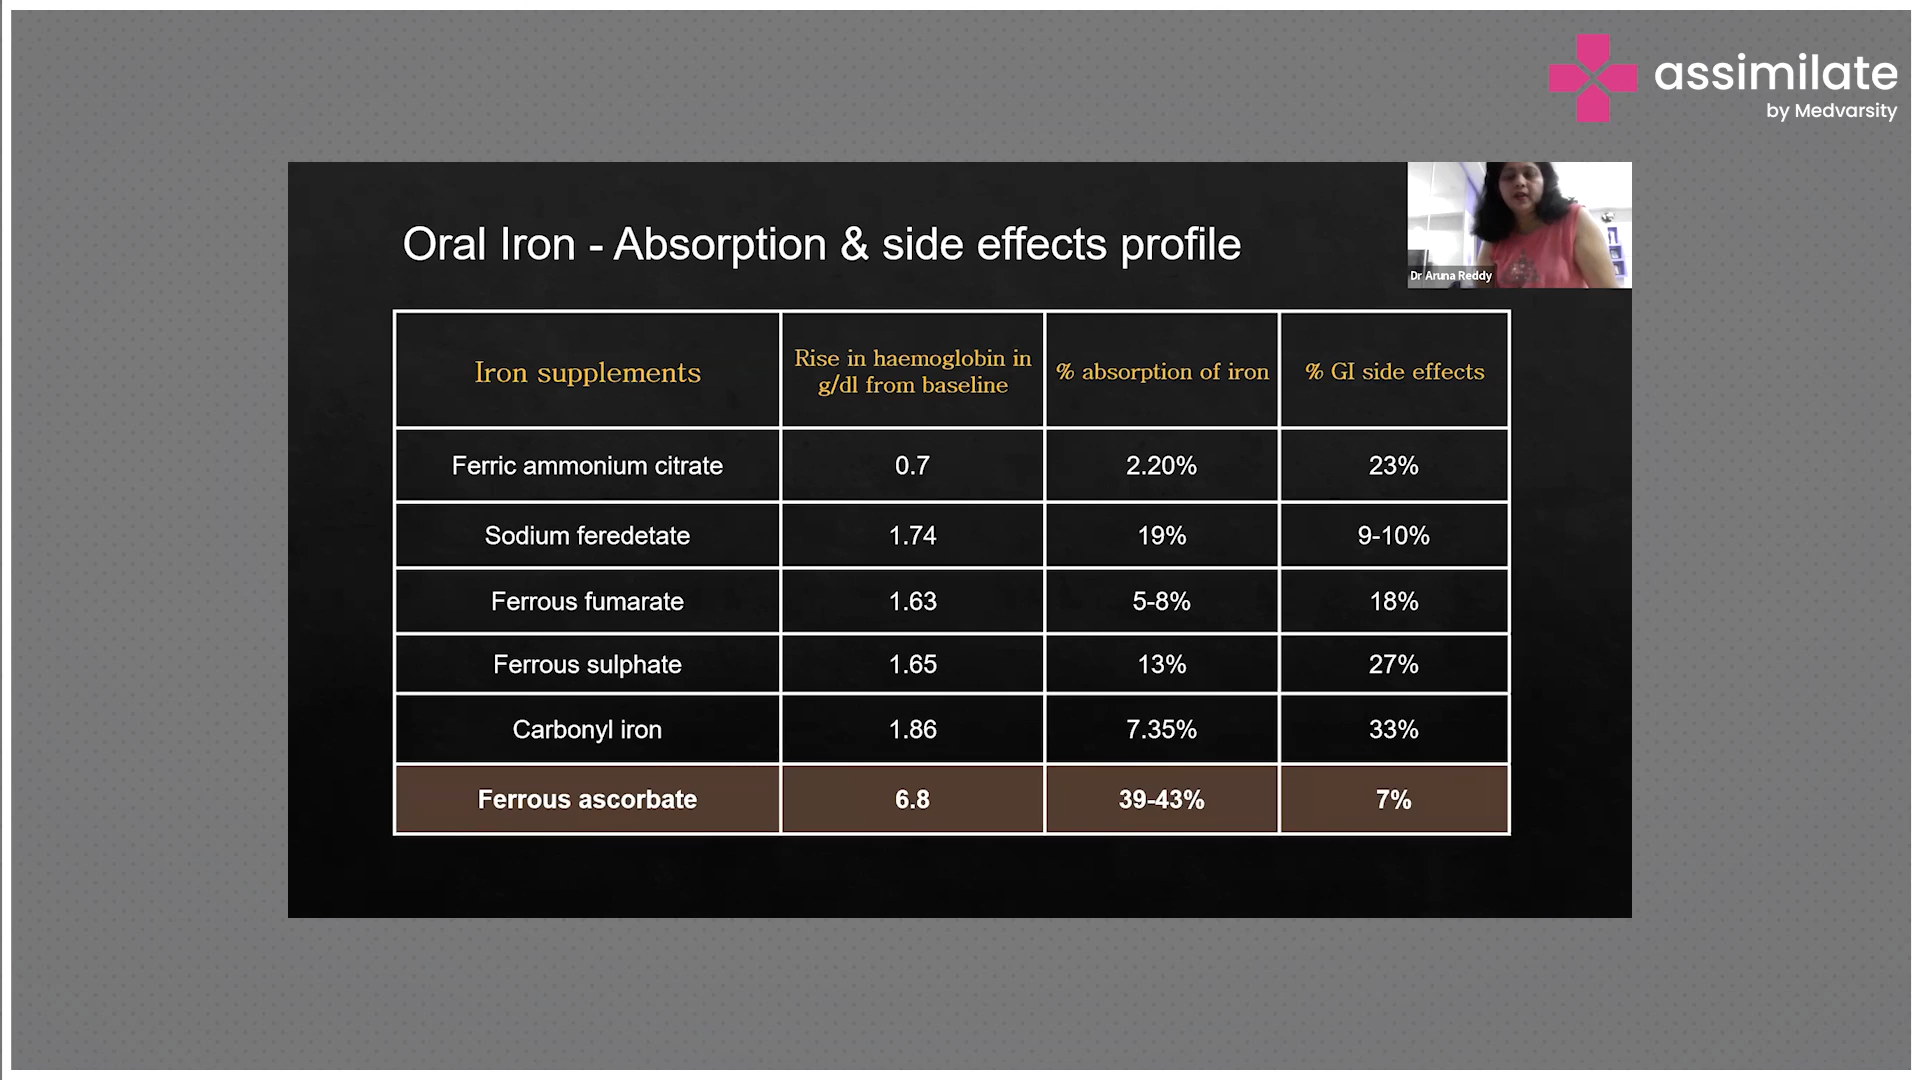 assimilate
by Medvarsity
Oral Iron - Absorption & side effects profile
Dr Aruna Reddy
Iron supplements
Rise in haemoglobin in
g/dl from baseline
% absorption of iron
% GI side effects
Ferric ammonium citrate
0.7
2.20%
23%
Sodium feredetate
1.74
19%
9-10%
Ferrous fumarate
1.63
5-8%
18%
Ferrous sulphate
1.65
13%
27%
Carbonyl iron
1.86
7.35%
33%
Ferrous ascorbate
6.8
39-43%
7%